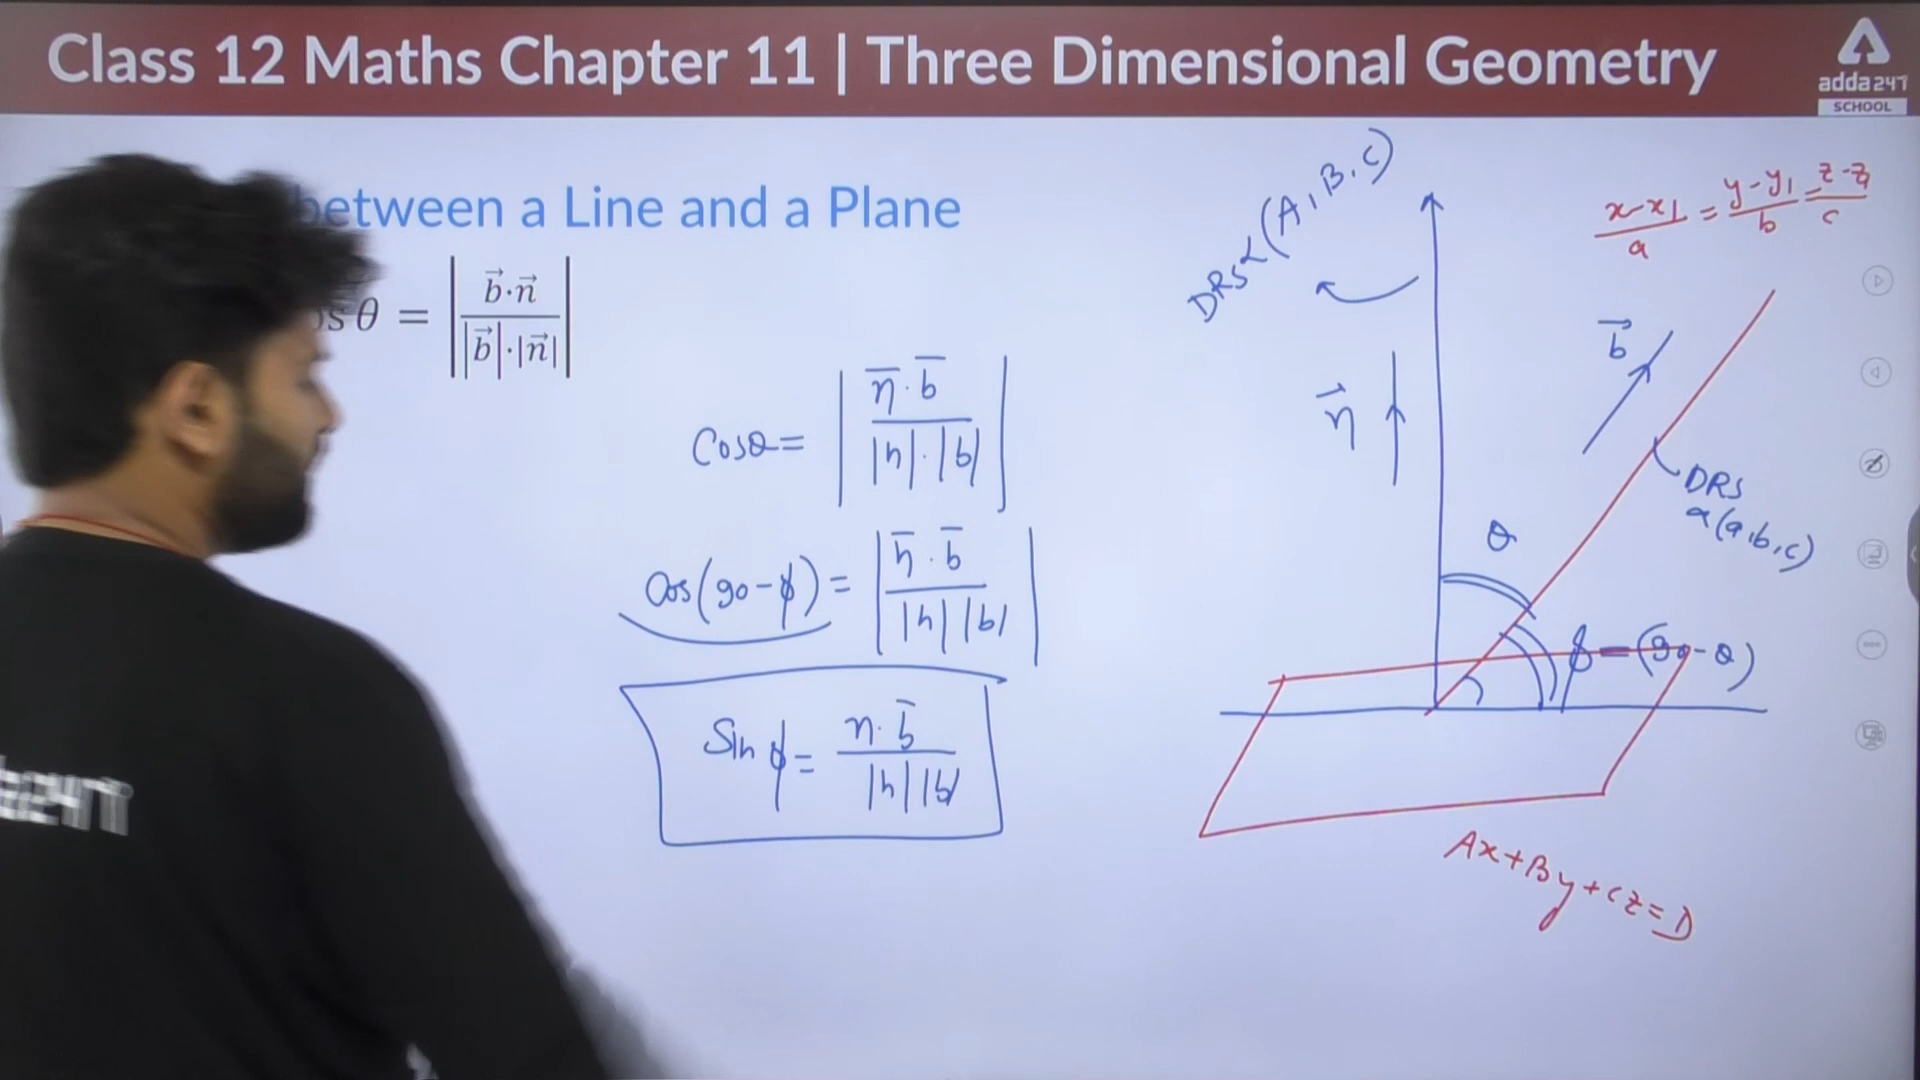 Class 12 Maths Chapter 11 | Three Dimensional Geometry
adda247
SCHOOL
between a Line and a Plane
os θ = | b⃗·n⃗ / |b⃗|·|n⃗| |
Cosθ = | n̅ · b̅ / |n| · |b| |
Cos(90-ϕ) = | n̅ · b̅ / |n| |b| |
Sin ϕ = n · b̅ / |n| |b|
DRS α (A, B, C)
x-x1 / a = y-y1 / b = z-z1 / c
b⃗
n⃗
DRS
α(a,b,c)
θ
ϕ = (90-θ)
Ax+By+Cz=D